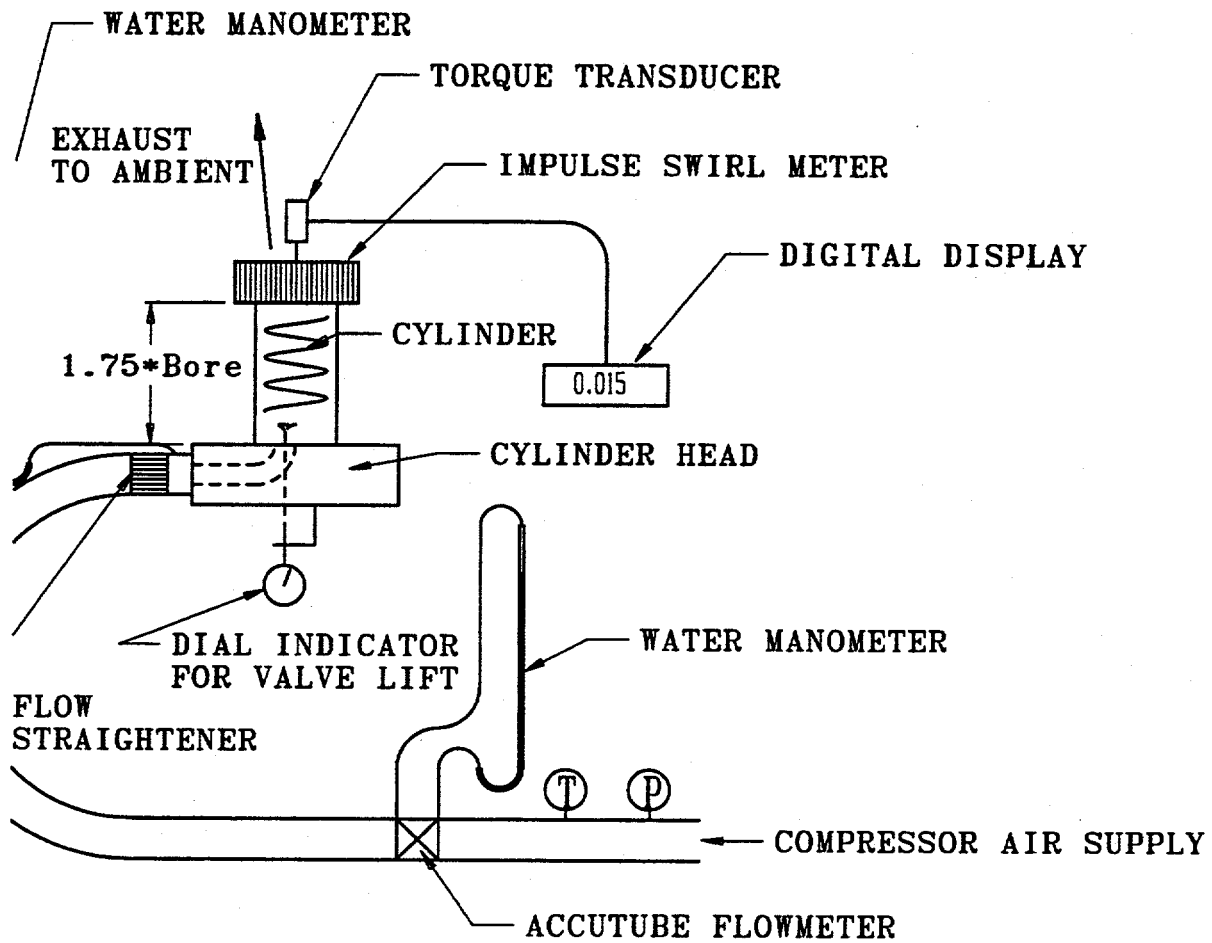 WATER MANOMETER
TORQUE TRANSDUCER
EXHAUST
TO AMBIENT
IMPULSE SWIRL METER
DIGITAL DISPLAY
CYLINDER
1.75*Bore
0.015
CYLINDER HEAD
DIAL INDICATOR
FOR VALVE LIFT
WATER MANOMETER
FLOW
STRAIGHTENER
T
P
COMPRESSOR AIR SUPPLY
ACCUTUBE FLOWMETER